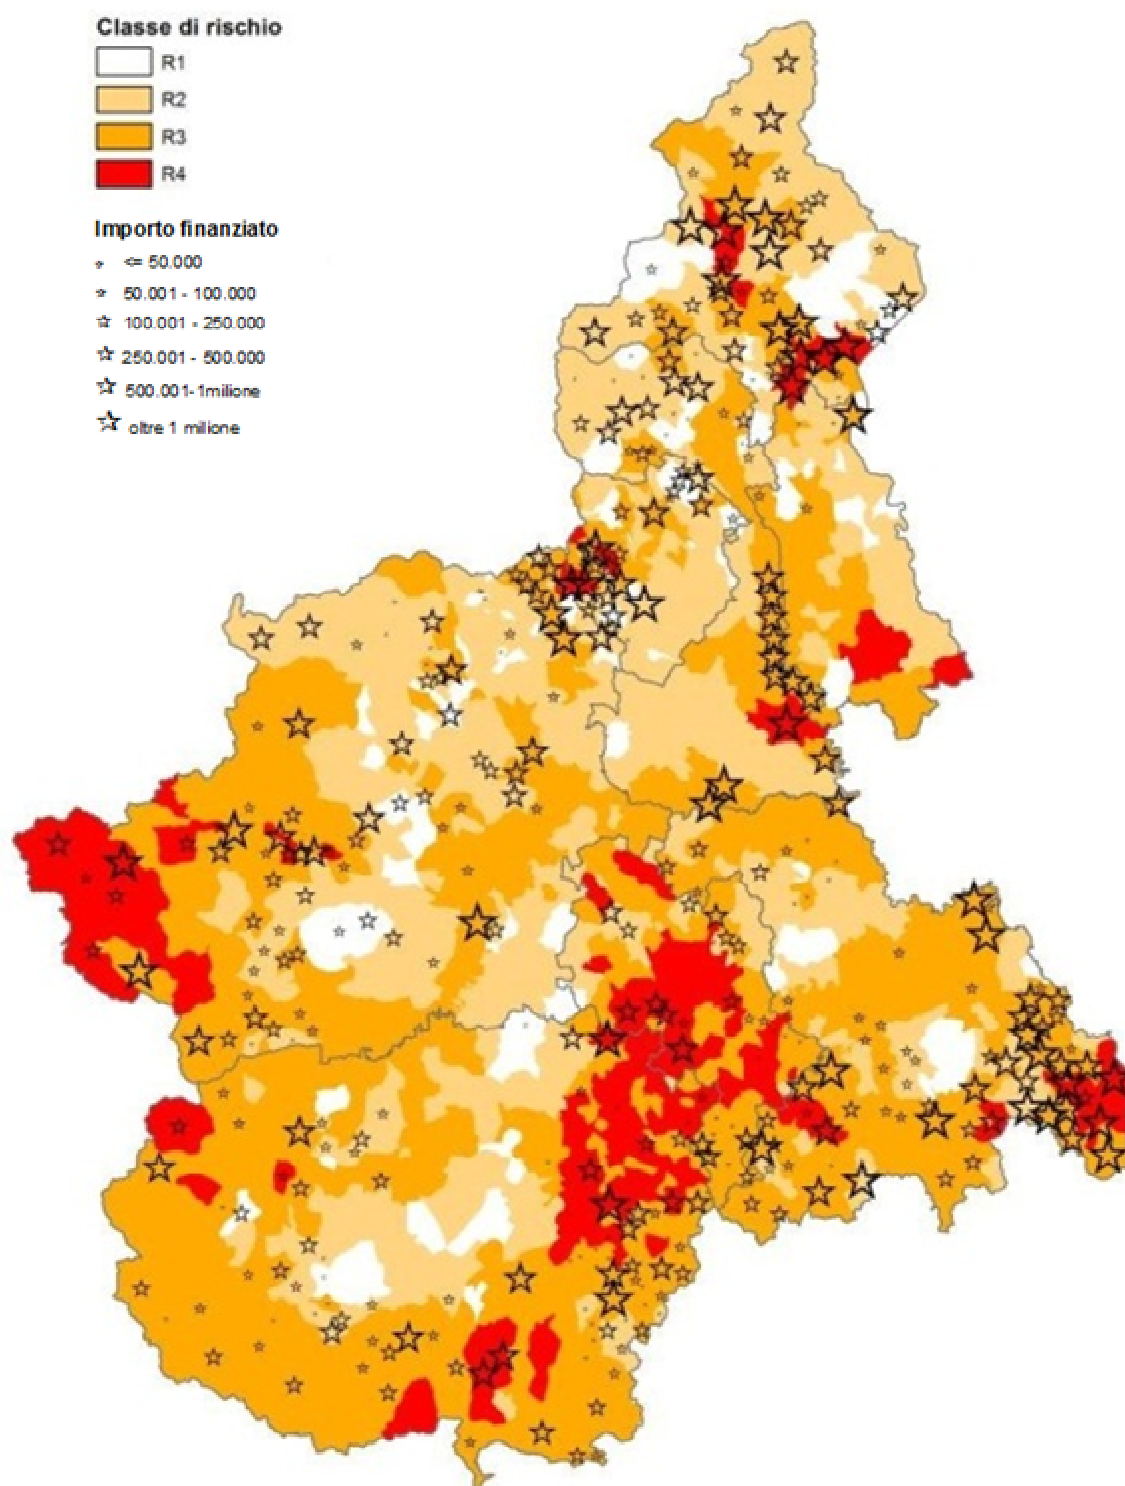 Classe di rischio
R1
R2
R3
R4
Importo finanziato
<= 50.000
50.001 - 100.000
100.001 - 250.000
250.001 - 500.000
500.001-1milione
oltre 1 milione